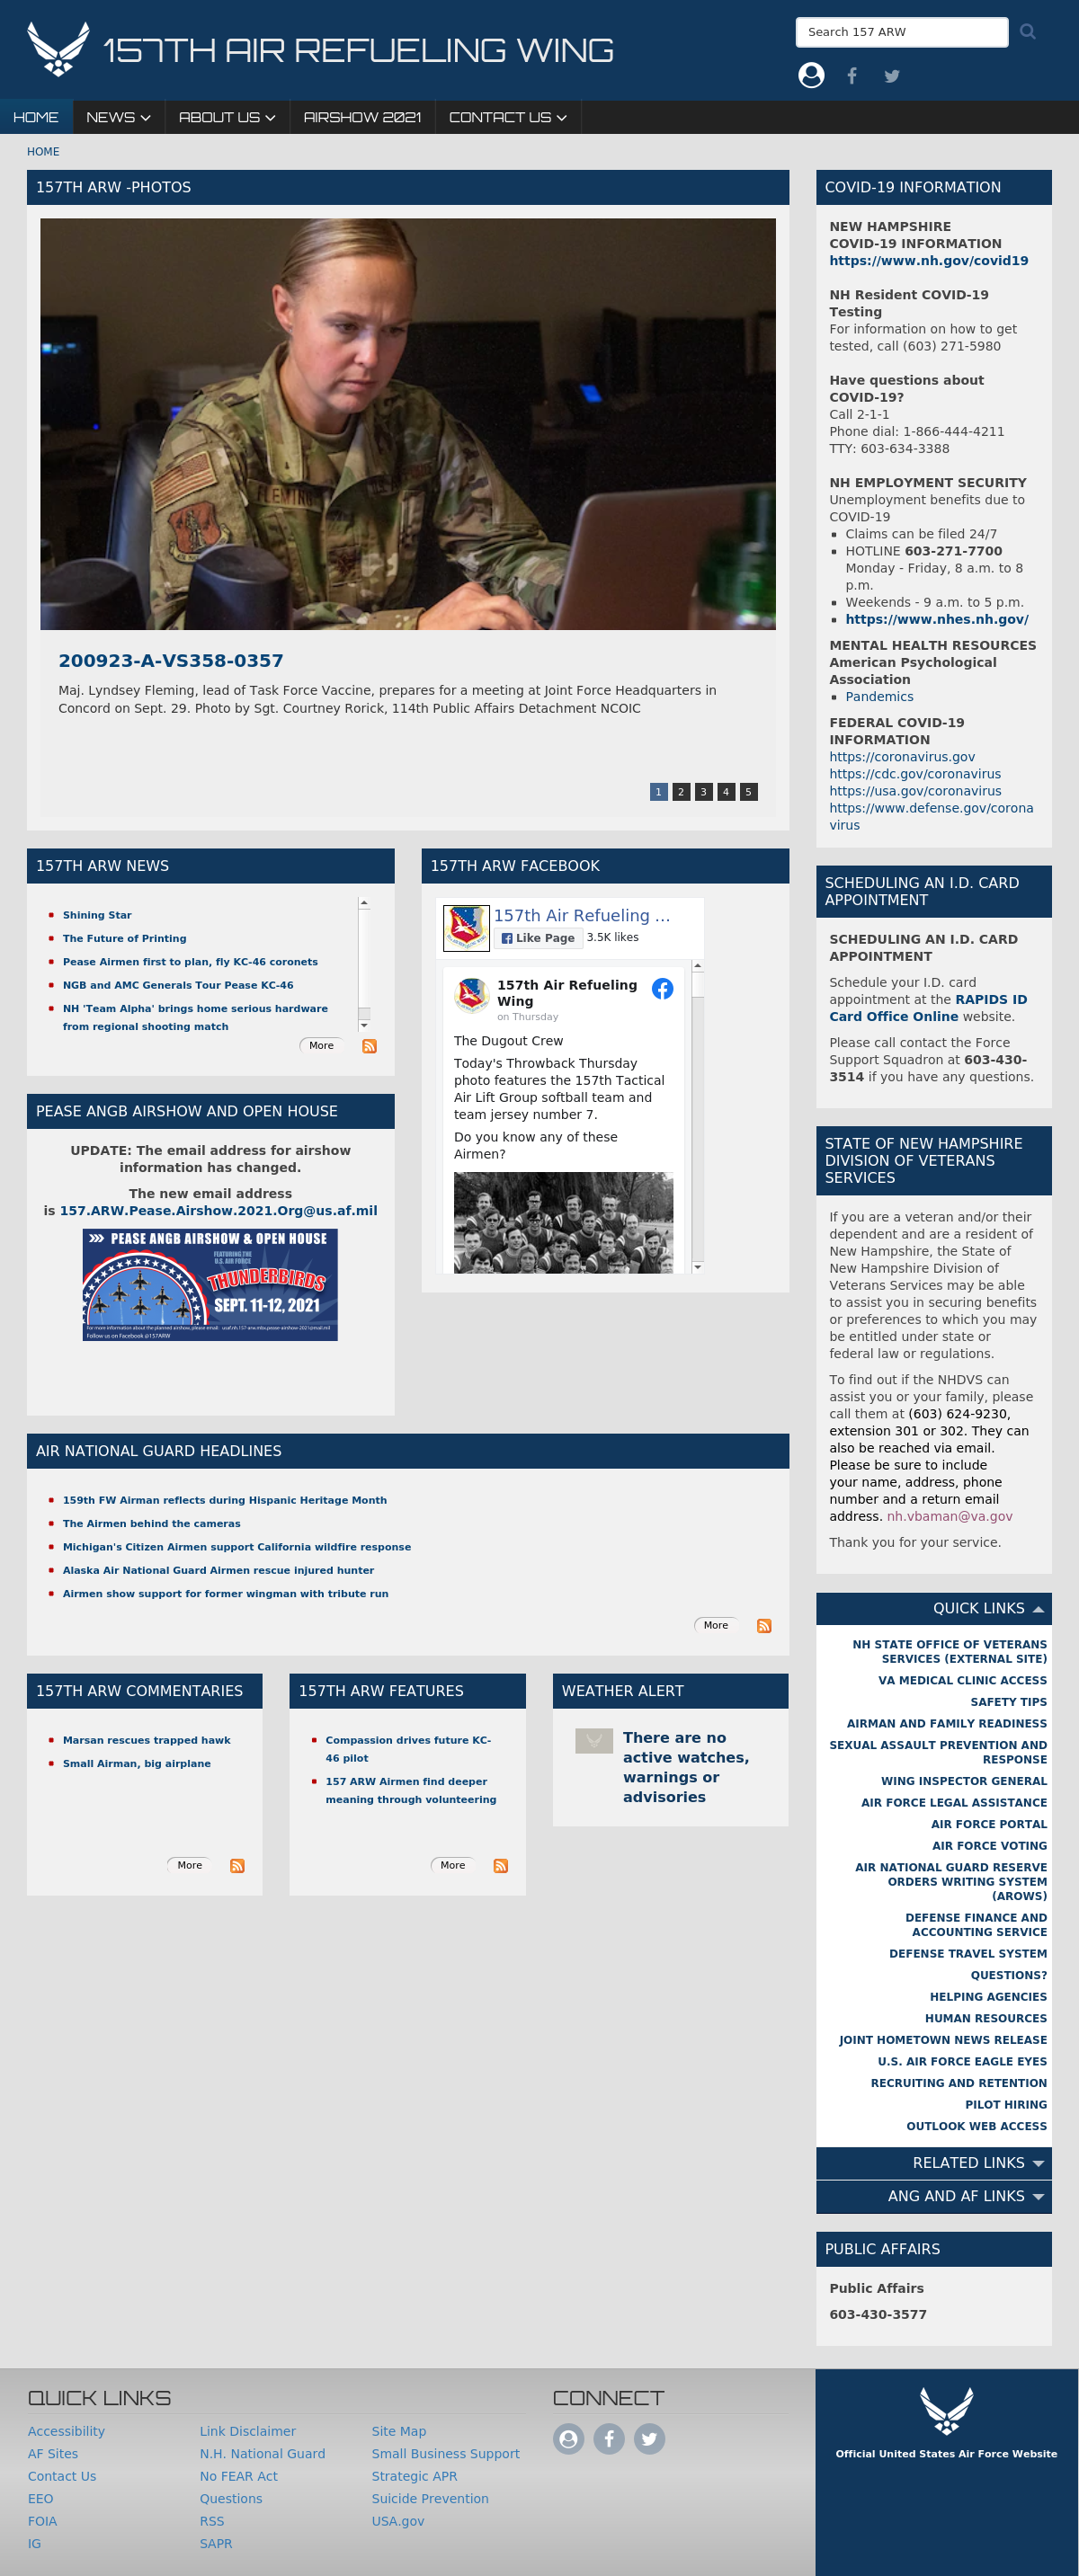 157TH AIR REFUELING WING
Search 157 ARW
HOME
NEWS
ABOUT US
AIRSHOW 2021
CONTACT US
HOME
157TH ARW -PHOTOS
FLEMING
200923-A-VS358-0357
Maj. Lyndsey Fleming, lead of Task Force Vaccine, prepares for a meeting at Joint Force Headquarters in
Concord on Sept. 29. Photo by Sgt. Courtney Rorick, 114th Public Affairs Detachment NCOIC
1 2 3 4 5
157TH ARW NEWS
Shining Star
The Future of Printing
Pease Airmen first to plan, fly KC-46 coronets
NGB and AMC Generals Tour Pease KC-46
NH 'Team Alpha' brings home serious hardware
from regional shooting match
More
157TH ARW FACEBOOK
157th Air Refueling ...
Like Page
3.5K likes
157th Air Refueling
Wing
on Thursday
The Dugout Crew
Today's Throwback Thursday
photo features the 157th Tactical
Air Lift Group softball team and
team jersey number 7.
Do you know any of these
Airmen?
PEASE ANGB AIRSHOW AND OPEN HOUSE
UPDATE: The email address for airshow
information has changed.
The new email address
is 157.ARW.Pease.Airshow.2021.Org@us.af.mil
PEASE ANGB AIRSHOW & OPEN HOUSE
FEATURING THE
U.S. AIR FORCE
THUNDERBIRDS
SEPT. 11-12, 2021
Follow us on Facebook @157ARW
AIR NATIONAL GUARD HEADLINES
159th FW Airman reflects during Hispanic Heritage Month
The Airmen behind the cameras
Michigan's Citizen Airmen support California wildfire response
Alaska Air National Guard Airmen rescue injured hunter
Airmen show support for former wingman with tribute run
More
157TH ARW COMMENTARIES
Marsan rescues trapped hawk
Small Airman, big airplane
More
157TH ARW FEATURES
Compassion drives future KC-
46 pilot
157 ARW Airmen find deeper
meaning through volunteering
More
WEATHER ALERT
There are no
active watches,
warnings or
advisories
COVID-19 INFORMATION
NEW HAMPSHIRE
COVID-19 INFORMATION
https://www.nh.gov/covid19
NH Resident COVID-19
Testing
For information on how to get
tested, call (603) 271-5980
Have questions about
COVID-19?
Call 2-1-1
Phone dial: 1-866-444-4211
TTY: 603-634-3388
NH EMPLOYMENT SECURITY
Unemployment benefits due to
COVID-19
Claims can be filed 24/7
HOTLINE 603-271-7700
Monday - Friday, 8 a.m. to 8
p.m.
Weekends - 9 a.m. to 5 p.m.
https://www.nhes.nh.gov/
MENTAL HEALTH RESOURCES
American Psychological
Association
Pandemics
FEDERAL COVID-19
INFORMATION
https://coronavirus.gov
https://cdc.gov/coronavirus
https://usa.gov/coronavirus
https://www.defense.gov/corona
virus
SCHEDULING AN I.D. CARD
APPOINTMENT
SCHEDULING AN I.D. CARD
APPOINTMENT
Schedule your I.D. card
appointment at the RAPIDS ID
Card Office Online website.
Please call contact the Force
Support Squadron at 603-430-
3514 if you have any questions.
STATE OF NEW HAMPSHIRE
DIVISION OF VETERANS
SERVICES
If you are a veteran and/or their
dependent and are a resident of
New Hampshire, the State of
New Hampshire Division of
Veterans Services may be able
to assist you in securing benefits
or preferences to which you may
be entitled under state or
federal law or regulations.
To find out if the NHDVS can
assist you or your family, please
call them at (603) 624-9230,
extension 301 or 302. They can
also be reached via email.
Please be sure to include
your name, address, phone
number and a return email
address. nh.vbaman@va.gov
Thank you for your service.
QUICK LINKS
NH STATE OFFICE OF VETERANS
SERVICES (EXTERNAL SITE)
VA MEDICAL CLINIC ACCESS
SAFETY TIPS
AIRMAN AND FAMILY READINESS
SEXUAL ASSAULT PREVENTION AND
RESPONSE
WING INSPECTOR GENERAL
AIR FORCE LEGAL ASSISTANCE
AIR FORCE PORTAL
AIR FORCE VOTING
AIR NATIONAL GUARD RESERVE
ORDERS WRITING SYSTEM
(AROWS)
DEFENSE FINANCE AND
ACCOUNTING SERVICE
DEFENSE TRAVEL SYSTEM
QUESTIONS?
HELPING AGENCIES
HUMAN RESOURCES
JOINT HOMETOWN NEWS RELEASE
U.S. AIR FORCE EAGLE EYES
RECRUITING AND RETENTION
PILOT HIRING
OUTLOOK WEB ACCESS
RELATED LINKS
ANG AND AF LINKS
PUBLIC AFFAIRS
Public Affairs
603-430-3577
QUICK LINKS
Accessibility
AF Sites
Contact Us
EEO
FOIA
IG
Link Disclaimer
N.H. National Guard
No FEAR Act
Questions
RSS
SAPR
Site Map
Small Business Support
Strategic APR
Suicide Prevention
USA.gov
CONNECT
Official United States Air Force Website